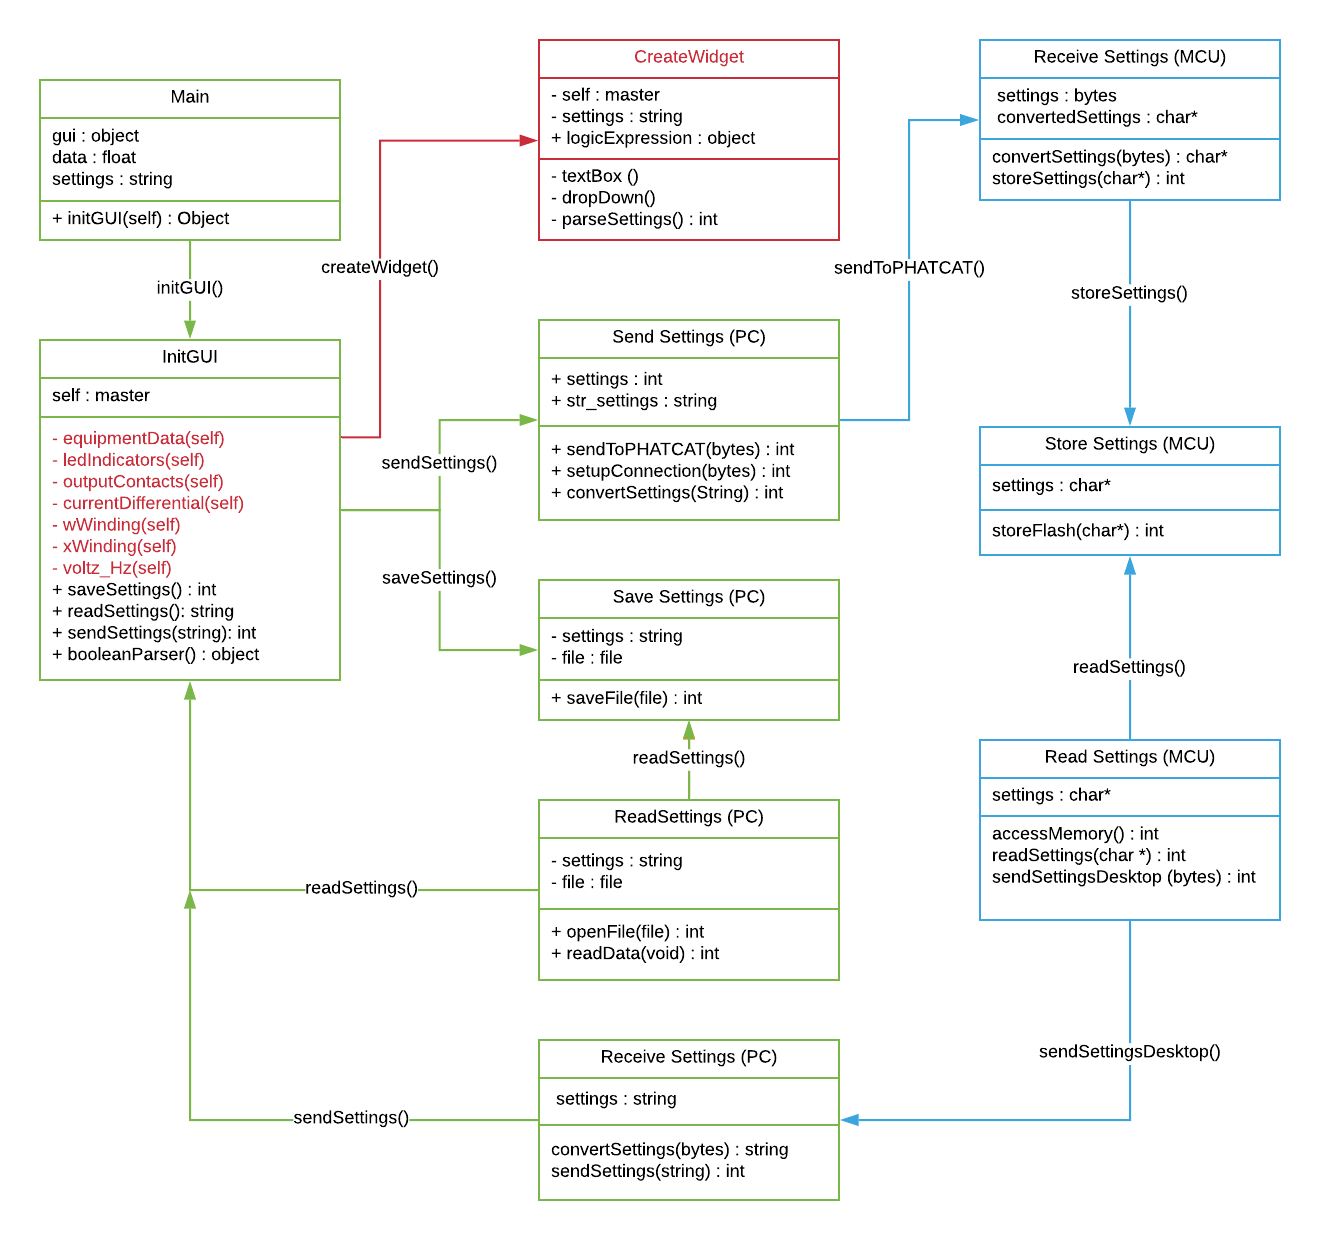 Main
gui : object
data : float
settings : string
+ initGUI(self) : Object
initGUI()
InitGUI
self : master
- equipmentData(self)
- ledIndicators(self)
- outputContacts(self)
- currentDifferential(self)
- wWinding(self)
- xWinding(self)
- voltz_Hz(self)
+ saveSettings() : int
+ readSettings(): string
+ sendSettings(string): int
+ booleanParser() : object
createWidget()
CreateWidget
- self : master
- settings : string
+ logicExpression : object
- textBox ()
- dropDown()
- parseSettings() : int
sendSettings()
Send Settings (PC)
+ settings : int
+ str_settings : string
+ sendToPHATCAT(bytes) : int
+ setupConnection(bytes) : int
+ convertSettings(String) : int
saveSettings()
Save Settings (PC)
- settings : string
- file : file
+ saveFile(file) : int
readSettings()
ReadSettings (PC)
- settings : string
- file : file
+ openFile(file) : int
+ readData(void) : int
readSettings()
Receive Settings (PC)
settings : string
convertSettings(bytes) : string
sendSettings(string) : int
sendSettings()
sendToPHATCAT()
Receive Settings (MCU)
settings : bytes
convertedSettings : char*
convertSettings(bytes) : char*
storeSettings(char*) : int
storeSettings()
Store Settings (MCU)
settings : char*
storeFlash(char*) : int
readSettings()
Read Settings (MCU)
settings : char*
accessMemory() : int
readSettings(char *) : int
sendSettingsDesktop (bytes) : int
sendSettingsDesktop()